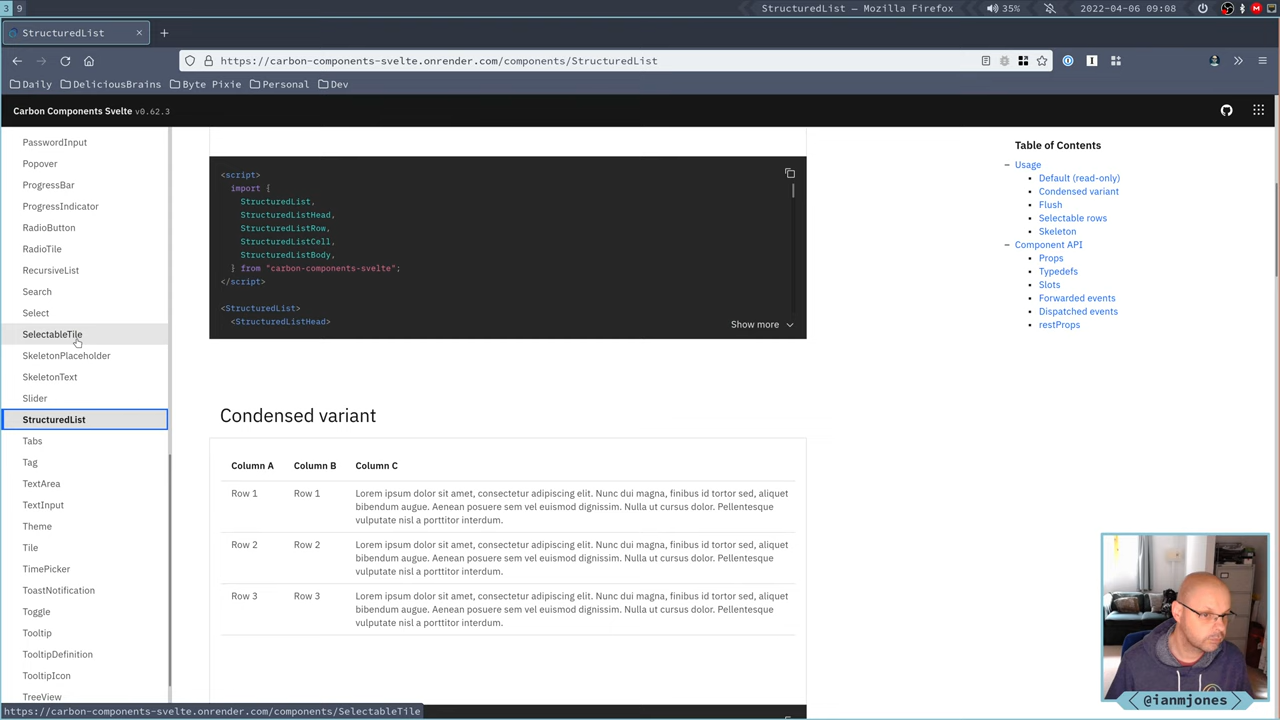 3 9
StructuredList — Mozilla Firefox
35%
2022-04-06 09:08
StructuredList
https://carbon-components-svelte.onrender.com/components/StructuredList
Daily
DeliciousBrains
Byte Pixie
Personal
Dev
Carbon Components Svelte v0.62.3
PasswordInput
Popover
ProgressBar
ProgressIndicator
RadioButton
RadioTile
RecursiveList
Search
Select
SelectableTile
SkeletonPlaceholder
SkeletonText
Slider
StructuredList
Tabs
Tag
TextArea
TextInput
Theme
Tile
TimePicker
ToastNotification
Toggle
Tooltip
TooltipDefinition
TooltipIcon
TreeView
https://carbon-components-svelte.onrender.com/components/SelectableTile
<script>
import {
StructuredList,
StructuredListHead,
StructuredListRow,
StructuredListCell,
StructuredListBody,
} from "carbon-components-svelte";
</script>
<StructuredList>
<StructuredListHead>
Show more
Condensed variant
Column A Column B Column C
Row 1 Row 1 Lorem ipsum dolor sit amet, consectetur adipiscing elit. Nunc dui magna, finibus id tortor sed, aliquet
bibendum augue. Aenean posuere sem vel euismod dignissim. Nulla ut cursus dolor. Pellentesque
vulputate nisl a porttitor interdum.
Row 2 Row 2 Lorem ipsum dolor sit amet, consectetur adipiscing elit. Nunc dui magna, finibus id tortor sed, aliquet
bibendum augue. Aenean posuere sem vel euismod dignissim. Nulla ut cursus dolor. Pellentesque
vulputate nisl a porttitor interdum.
Row 3 Row 3 Lorem ipsum dolor sit amet, consectetur adipiscing elit. Nunc dui magna, finibus id tortor sed, aliquet
bibendum augue. Aenean posuere sem vel euismod dignissim. Nulla ut cursus dolor. Pellentesque
vulputate nisl a porttitor interdum.
Table of Contents
Usage
Default (read-only)
Condensed variant
Flush
Selectable rows
Skeleton
Component API
Props
Typedefs
Slots
Forwarded events
Dispatched events
restProps
@ianmjones